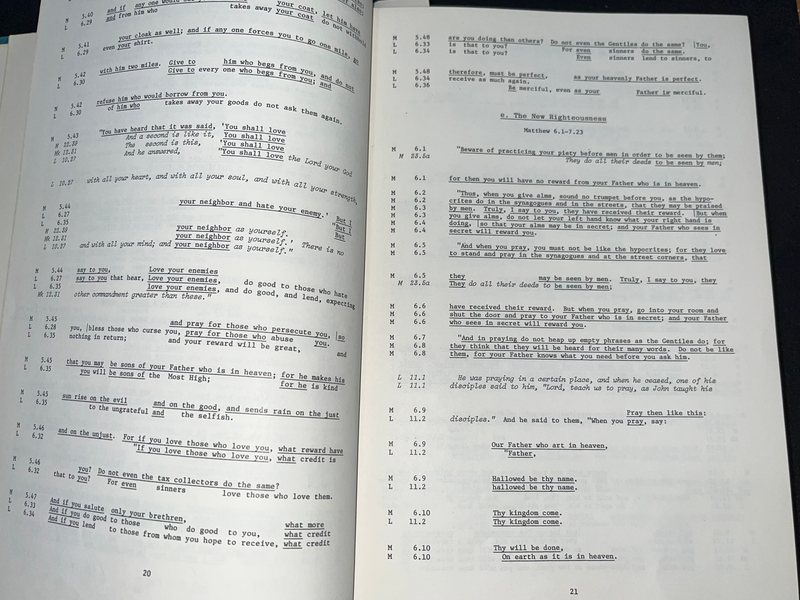 M 5.40 and if any one would your coat, let him have
L 6.29 and from him who takes away your coat do not withhold
M 5.41 your cloak as well; and if any one forces you to go one mile, go
L 6.29 even your shirt.
M 5.42 with him two miles. Give to him who begs from you, and do not
L 6.30 Give to every one who begs from you; and
M 5.42 refuse him who would borrow from you.
L 6.30 of him who takes away your goods do not ask them again.
M 5.43 "You have heard that it was said, 'You shall love
M 22.39 And a second is like it, You shall love
Mk 12.31 The second is this, 'You shall love
L 10.27 And he answered, "You shall love the Lord your God
L 10.27 with all your heart, and with all your soul, and with all your strength,
M 5.44 your neighbor and hate your enemy.' But I
L 6.27 "But I
L 6.35 But
M 22.39 your neighbor as yourself.
Mk 12.31 your neighbor as yourself.' There is no
L 10.27 and with all your mind; and your neighbor as yourself."
M 5.44 say to you, Love your enemies
L 6.27 say to you that hear, Love your enemies, do good to those who hate
L 6.35 love your enemies, and do good, and lend, expecting
Mk 12.31 other commandment greater than these."
M 5.45 and pray for those who persecute you, |so
L 6.28 you, |bless those who curse you, pray for those who abuse you.
L 6.35 nothing in return; and your reward will be great, and
M 5.45 that you may be sons of your Father who is in heaven; for he makes his
L 6.35 you will be sons of the Most High; for he is kind
M 5.45 sun rise on the evil and on the good, and sends rain on the just
L 6.35 to the ungrateful and the selfish.
M 5.46 and on the unjust. For if you love those who love you, what reward have
L 6.32 "If you love those who love you, what credit is
M 5.46 you? Do not even the tax collectors do the same?
L 6.32 that to you? For even sinners love those who love them.
M 5.47 And if you salute only your brethren, what more
L 6.33 And if you do good to those who do good to you, what credit
L 6.34 And if you lend to those from whom you hope to receive, what credit
20
M 5.48 are you doing than others? Do not even the Gentiles do the same? |You,
L 6.33 is that to you? For even sinners do the same.
L 6.34 is that to you? Even sinners lend to sinners, to
M 5.48 therefore, must be perfect, as your heavenly Father is perfect.
L 6.34 receive as much again.
L 6.36 Be merciful, even as your Father is merciful.
e. The New Righteousness
Matthew 6.1-7.23
M 6.1 "Beware of practicing your piety before men in order to be seen by them;
M 23.5a They do all their deeds to be seen by men;
M 6.1 for then you will have no reward from your Father who is in heaven.
M 6.2 "Thus, when you give alms, sound no trumpet before you, as the hypo-
M 6.2 crites do in the synagogues and in the streets, that they may be praised
M 6.3 by men. Truly, I say to you, they have received their reward. |But when
M 6.3 you give alms, do not let your left hand know what your right is
M 6.4 doing, |so that your alms may be in secret; and your Father who sees in
M 6.4 secret will reward you.
M 6.5 "And when you pray, you must not be like the hypocrites; for they love
M 6.5 to stand and pray in the synagogues and at the street corners, that
M 6.5 they may be seen by men. Truly, I say to you, they
M 23.5a They do all their deeds to be seen by men;
M 6.6 have received their reward. But when you pray, go into your room and
M 6.6 shut the door and pray to your Father who is in secret; and your Father
M 6.6 who sees in secret will reward you.
M 6.7 "And in praying do not heap up empty phrases as the Gentiles do; for
M 6.8 they think that they will be heard for their many words. Do not be like
M 6.8 them, for your Father knows what you need before you ask him.
L 11.1 He was praying in a certain place, and when he ceased, one of his
L 11.1 disciples said to him, "Lord, teach us to pray, as John taught his
M 6.9 Pray then like this:
L 11.2 disciples." And he said to them, "When you pray, say:
M 6.9 Our Father who art in heaven,
L 11.2 "Father,
M 6.9 Hallowed be thy name.
L 11.2 hallowed be thy name.
M 6.10 Thy kingdom come.
L 11.2 Thy kingdom come.
M 6.10 Thy will be done,
M 6.10 On earth as it is in heaven.
21